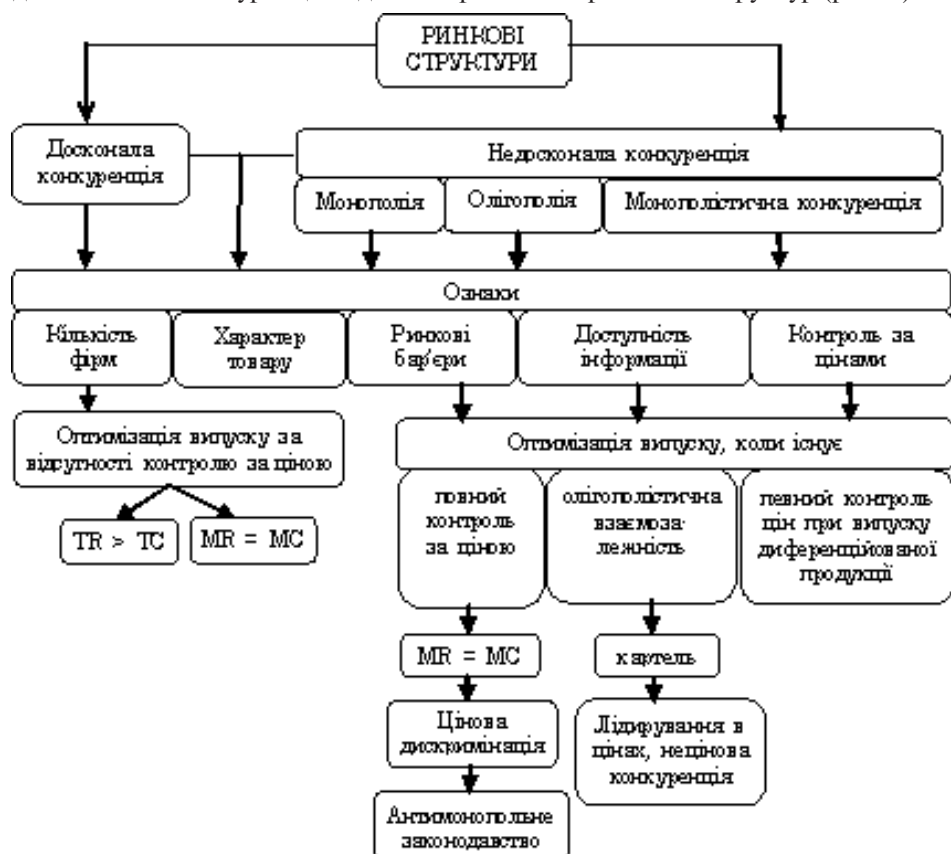 РИНКОВІ
СТРУКТУРИ
Досконала
конкуренція
Недосконала конкуренція
Монополія
Олігополія
Монополістична конкуренція
Ознаки
Кількість
фірм
Характер
товару
Ринкові
бар'єри
Доступність
інформації
Контроль за
цінами
Оптимізація випуску за
відсутності контролю за ціною
Оптимізація випуску, коли існує
TR > TC
MR = MC
повний
контроль
за ціною
олігополістична
взаємоза-
лежність
певний контроль
цін при випуску
диференційованої
продукції
MR = MC
картель
Цінова
дискримінація
Лідирування в
цінах, нецінова
конкуренція
Антимонопольне
законодавство